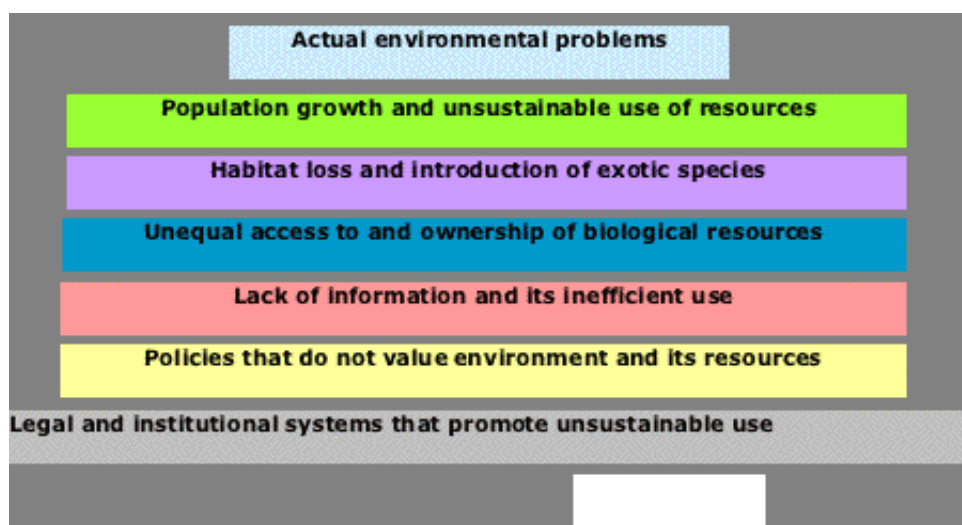 Actual environmental problems
Population growth and unsustainable use of resources
Habitat loss and introduction of exotic species
Unequal access to and ownership of biological resources
Lack of information and its inefficient use
Policies that do not value environment and its resources
Legal and institutional systems that promote unsustainable use